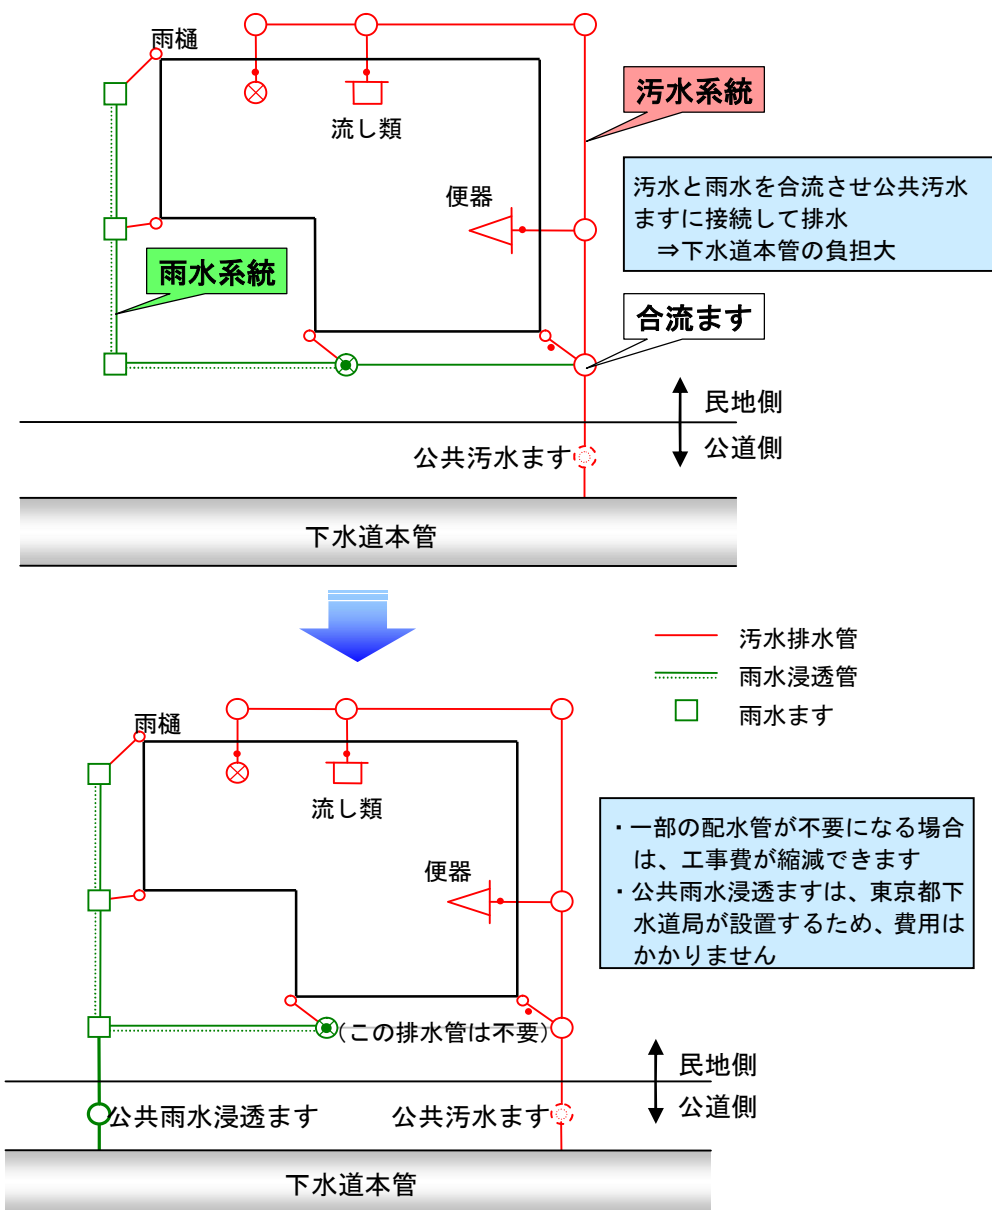 雨樋
流し類
汚水系統
汚水と雨水を合流させ公共汚水
ますに接続して排水
⇒下水道本管の負担大
便器
雨水系統
合流ます
民地側
公道側
公共汚水ます
下水道本管
汚水排水管
雨水浸透管
雨水ます
雨樋
流し類
・一部の配水管が不要になる場合
は、工事費が縮減できます
・公共雨水浸透ますは、東京都下
水道局が設置するため、費用は
かかりません
便器
(この排水管は不要)
民地側
公道側
公共雨水浸透ます
公共汚水ます
下水道本管